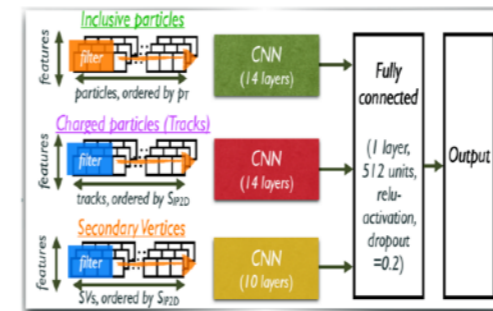 Inclusive particles
features
filter
particles, ordered by pT
CNN
(14 layers)
Charged particles (Tracks)
features
filter
tracks, ordered by SIP2D
CNN
(14 layers)
Secondary Vertices
features
filter
SVs, ordered by SIP2D
CNN
(10 layers)
Fully
connected
(1 layer,
512 units,
relu-
activation,
dropout
=0.2)
Output